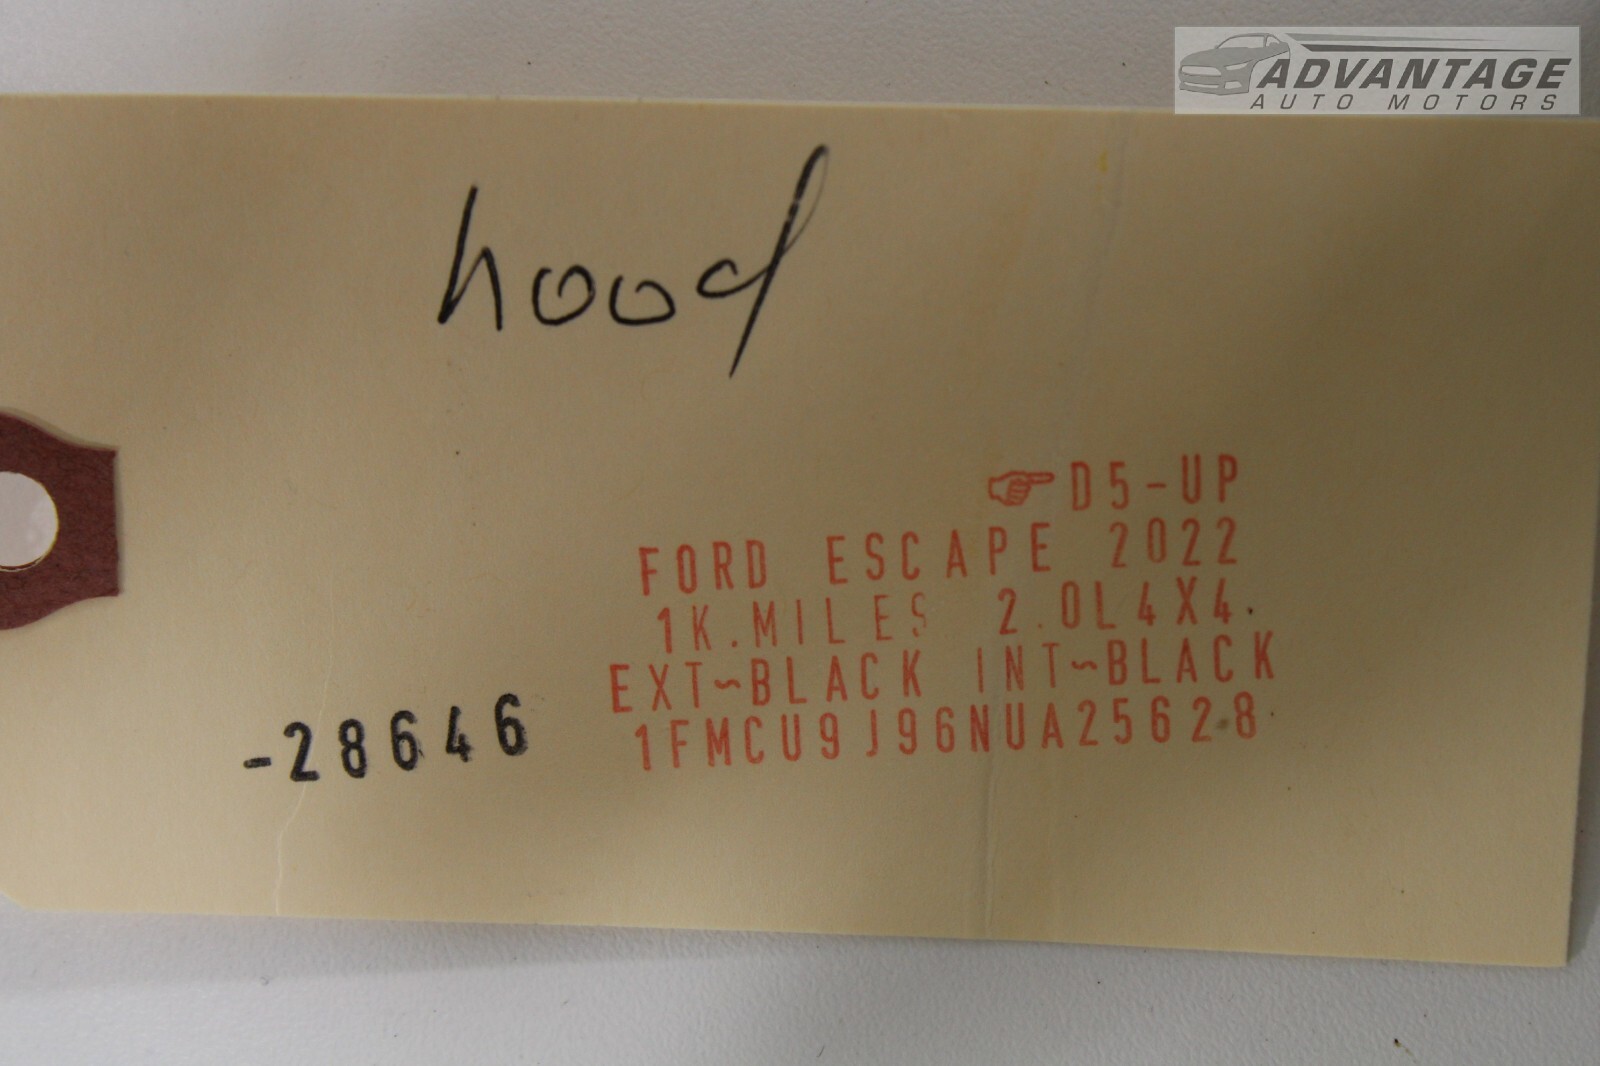 ADVANTAGE
AUTO MOTORS
hood
☞D5-UP
FORD ESCAPE 2022
1K.MILES 2.0L4X4.
EXT~BLACK INT~BLACK
-28646 1FMCU9J96NUA25628